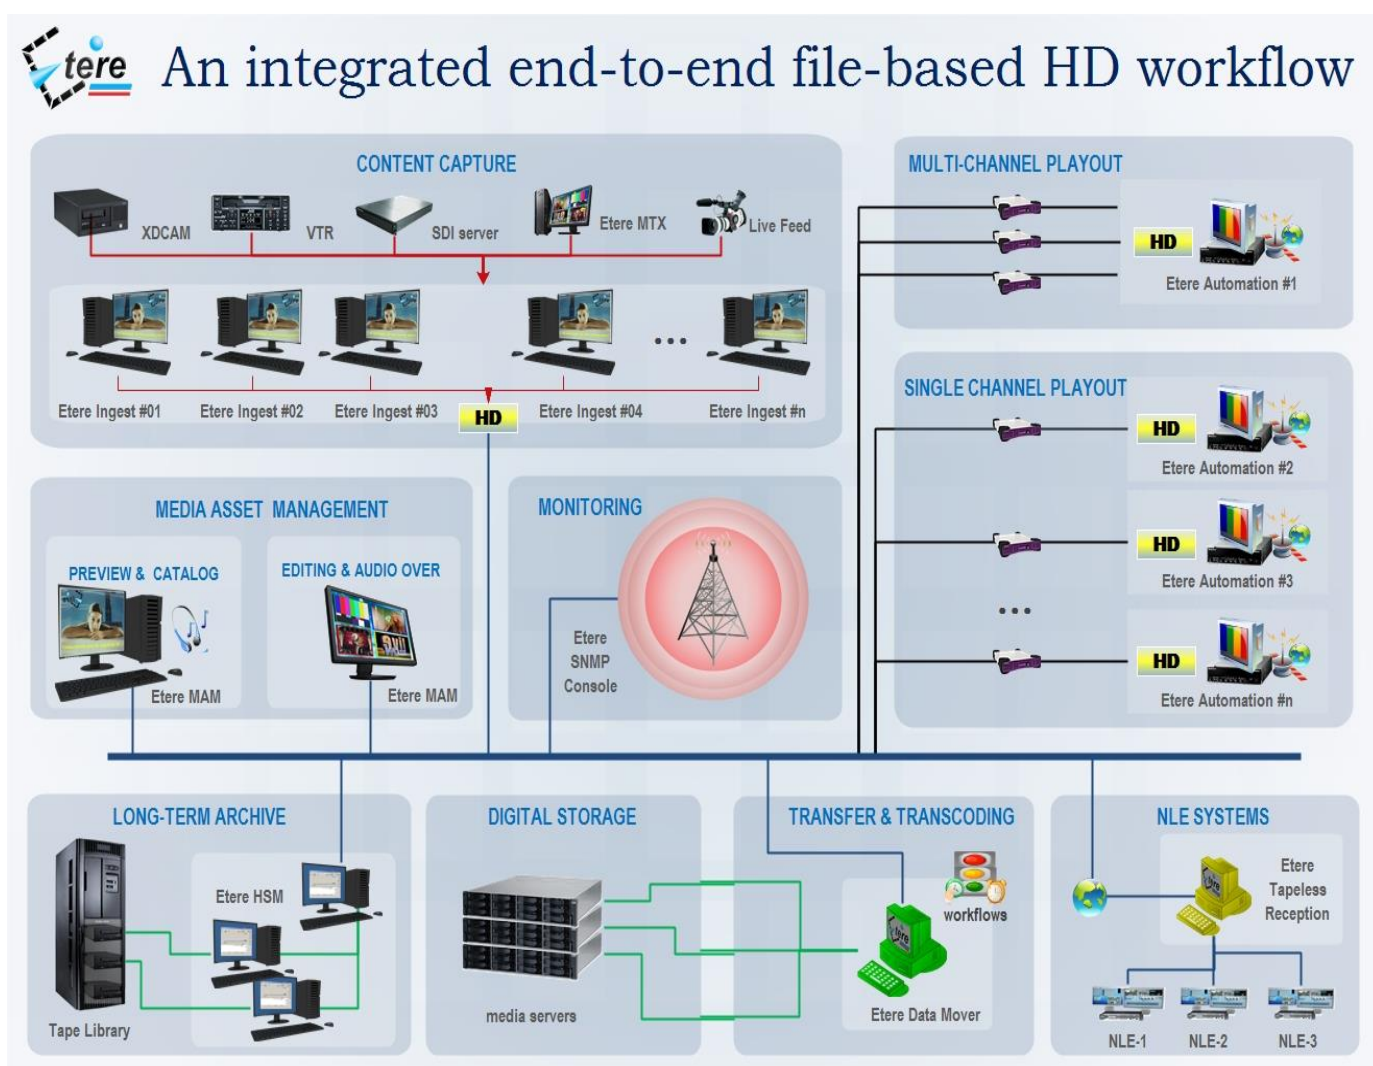 Etere An integrated end-to-end file-based HD workflow
CONTENT CAPTURE
XDCAM
VTR
SDI server
Etere MTX
Live Feed
Etere Ingest #01
Etere Ingest #02
Etere Ingest #03
Etere Ingest #04
Etere Ingest #n
HD
MULTI-CHANNEL PLAYOUT
HD
Etere Automation #1
SINGLE CHANNEL PLAYOUT
HD
Etere Automation #2
HD
Etere Automation #3
HD
Etere Automation #n
MEDIA ASSET MANAGEMENT
PREVIEW & CATALOG
Etere MAM
EDITING & AUDIO OVER
Etere MAM
MONITORING
Etere
SNMP
Console
LONG-TERM ARCHIVE
Etere HSM
Tape Library
DIGITAL STORAGE
media servers
TRANSFER & TRANSCODING
workflows
Etere
Etere Data Mover
NLE SYSTEMS
Etere
Etere
Tapeless
Reception
NLE-1
NLE-2
NLE-3